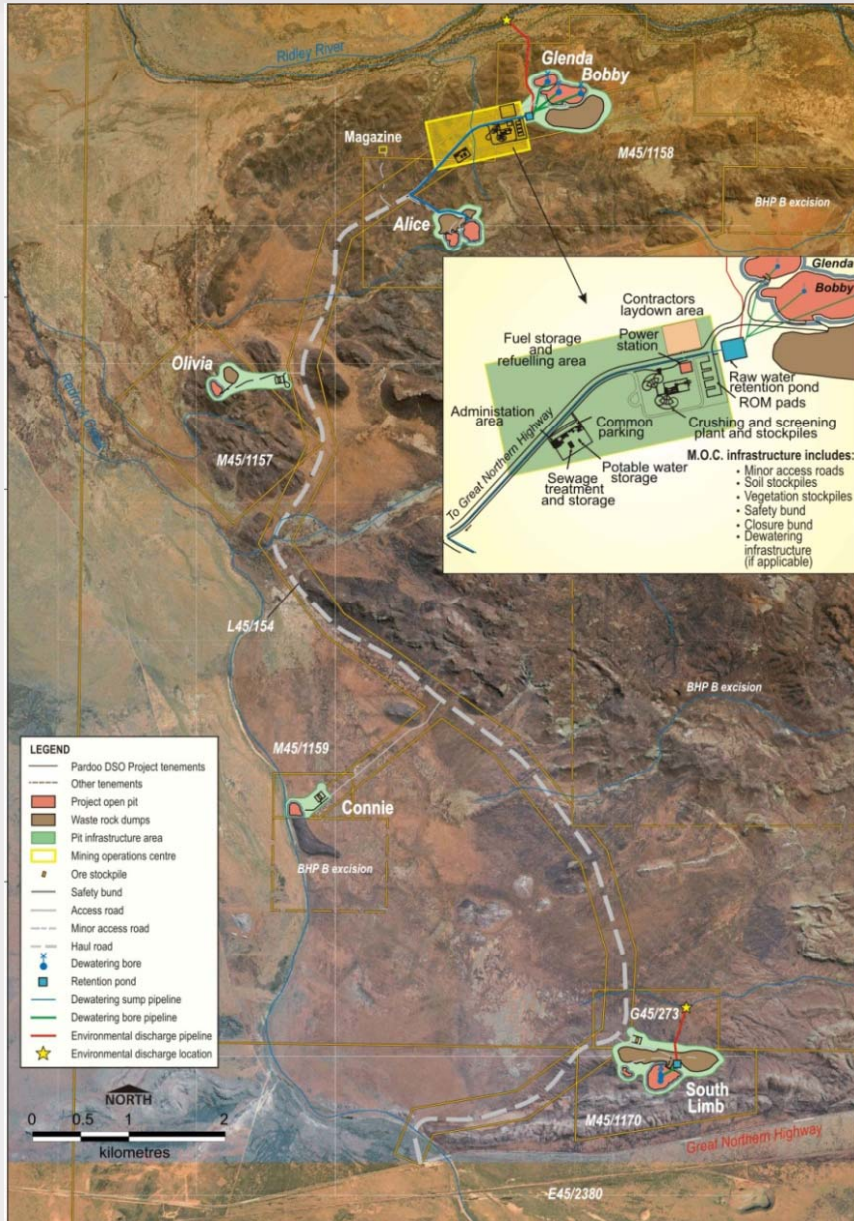 Ridley River
Glenda
Bobby
Magazine
M45/1158
BHP B excision
Alice
Glenda
Bobby
Contractors
laydown area
Fuel storage
and
refuelling area
Power
station
Raw water
retention pond
ROM pads
Administation
area
Common
parking
Crushing and screening
plant and stockpiles
Potable water
storage
Sewage
treatment
and storage
To Great Northern Highway
M.O.C. infrastructure includes:
• Minor access roads
• Soil stockpiles
• Vegetation stockpiles
• Safety bund
• Closure bund
• Dewatering
infrastructure
(if applicable)
Olivia
M45/1157
L45/154
BHP B excision
M45/1159
Connie
BHP B excision
LEGEND
Pardoo DSO Project tenements
Other tenements
Project open pit
Waste rock dumps
Pit infrastructure area
Mining operations centre
Ore stockpile
Safety bund
Access road
Minor access road
Haul road
Dewatering bore
Retention pond
Dewatering sump pipeline
Dewatering bore pipeline
Environmental discharge pipeline
Environmental discharge location
NORTH
0 0.5 1 2
kilometres
G45/273
South
Limb
M45/1170
Great Northern Highway
E45/2380